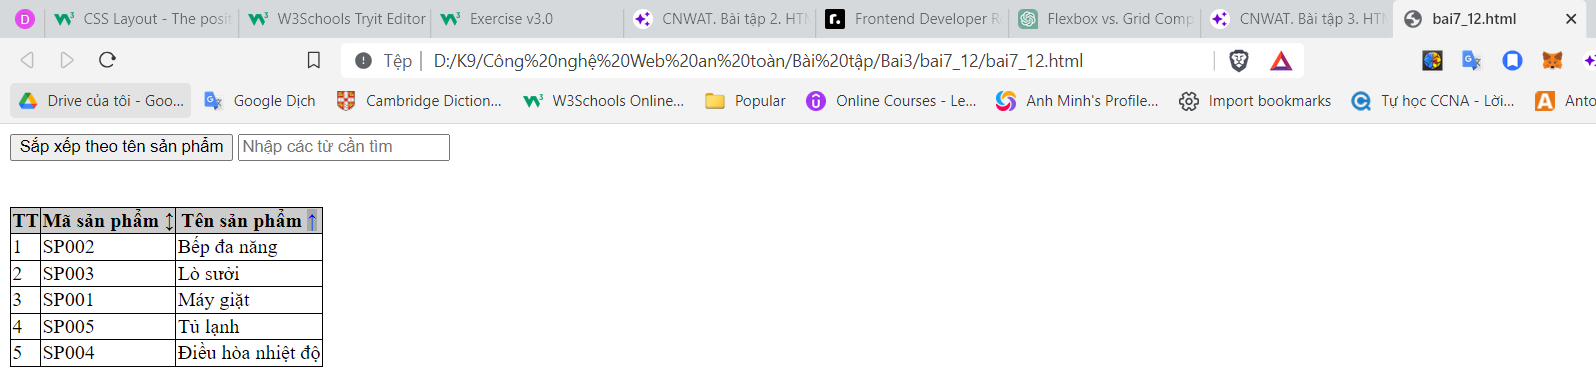 D CSS Layout - The posit W3Schools Tryit Editor Exercise v3.0 CNWAT. Bài tập 2. HTM Frontend Developer Ro Flexbox vs. Grid Comp CNWAT. Bài tập 3. HTM bai7_12.html
Tệp | D:/K9/Công%20nghệ%20Web%20an%20toàn/Bài%20tập/Bai3/bai7_12/bai7_12.html
Drive của tôi - Goo... Google Dịch Cambridge Diction... W3Schools Online... Popular Online Courses - Le... Anh Minh's Profile... Import bookmarks Tự học CCNA - Lời... Anto
Sắp xếp theo tên sản phẩm Nhập các từ cần tìm
TT Mã sản phẩm ↕ Tên sản phẩm ↑
1 SP002 Bếp đa năng
2 SP003 Lò sưởi
3 SP001 Máy giặt
4 SP005 Tủ lạnh
5 SP004 Điều hòa nhiệt độ